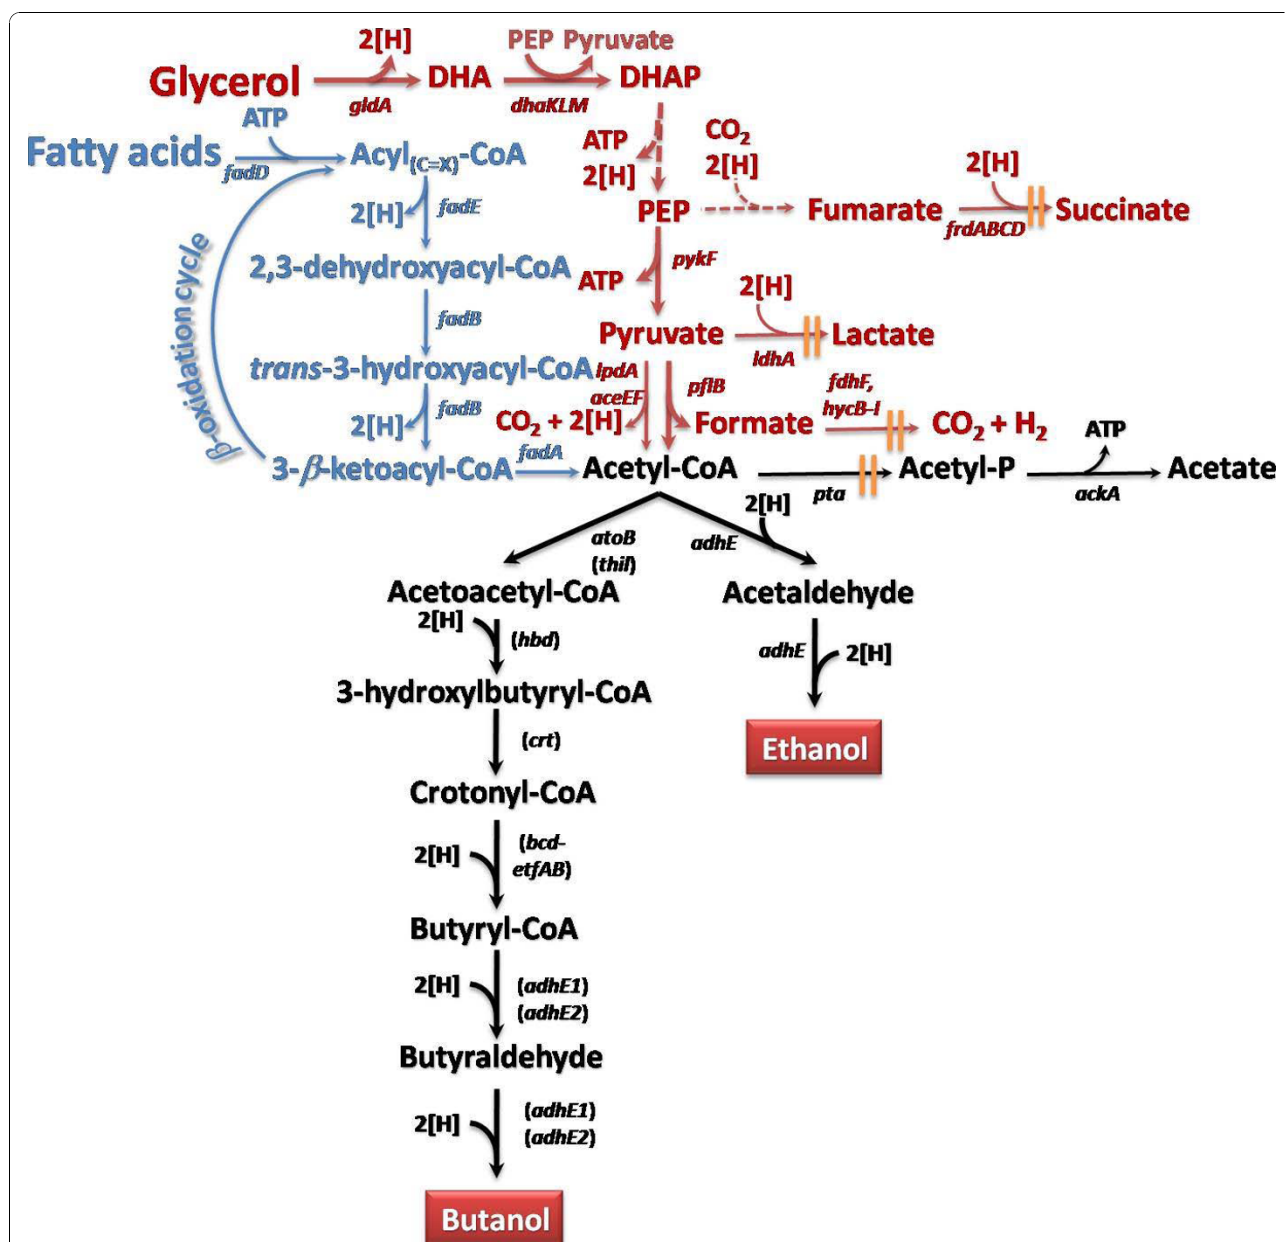 2[H]
PEP Pyruvate
Glycerol
DHA
DHAP
gldA
dhaKLM
ATP
CO2
Fatty acids
fadD
Acyl(C=X)-CoA
ATP
2[H]
2[H]
2[H]
2[H]
fadE
PEP
Fumarate
frdABCD
Succinate
β-oxidation cycle
2,3-dehydroxyacyl-CoA
ATP
pykF
2[H]
fadB
Pyruvate
ldhA
Lactate
trans-3-hydroxyacyl-CoA
lpdA
aceEF
pflB
fdhF,
hycB-I
2[H]
fadB
CO2 + 2[H]
Formate
CO2 + H2
ATP
3-β-ketoacyl-CoA
fadA
Acetyl-CoA
pta
Acetyl-P
ackA
Acetate
2[H]
atoB
(thil)
adhE
Acetoacetyl-CoA
Acetaldehyde
2[H]
(hbd)
adhE
2[H]
3-hydroxylbutyryl-CoA
(crt)
Ethanol
Crotonyl-CoA
2[H]
(bcd-
etfAB)
Butyryl-CoA
2[H]
(adhE1)
(adhE2)
Butyraldehyde
2[H]
(adhE1)
(adhE2)
Butanol